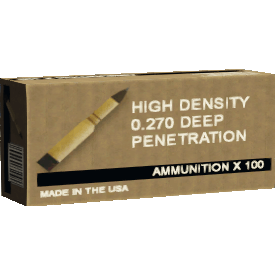 HIGH DENSITY
0.270 DEEP
PENETRATION
AMMUNITION X 100
MADE IN THE USA